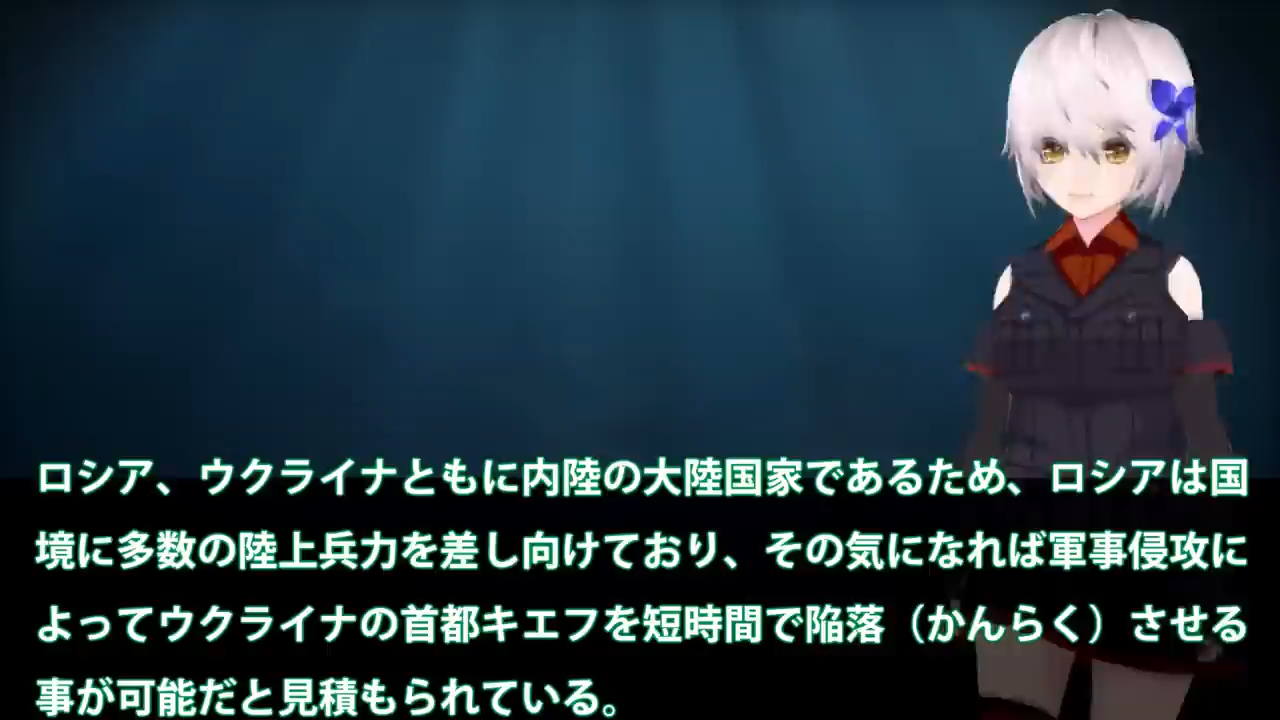 ロシア、ウクライナともに内陸の大陸国家であるため、ロシアは国
境に多数の陸上兵力を差し向けており、その気になれば軍事侵攻に
よってウクライナの首都キエフを短時間で陥落（かんらく）させる
事が可能だと見積もられている。